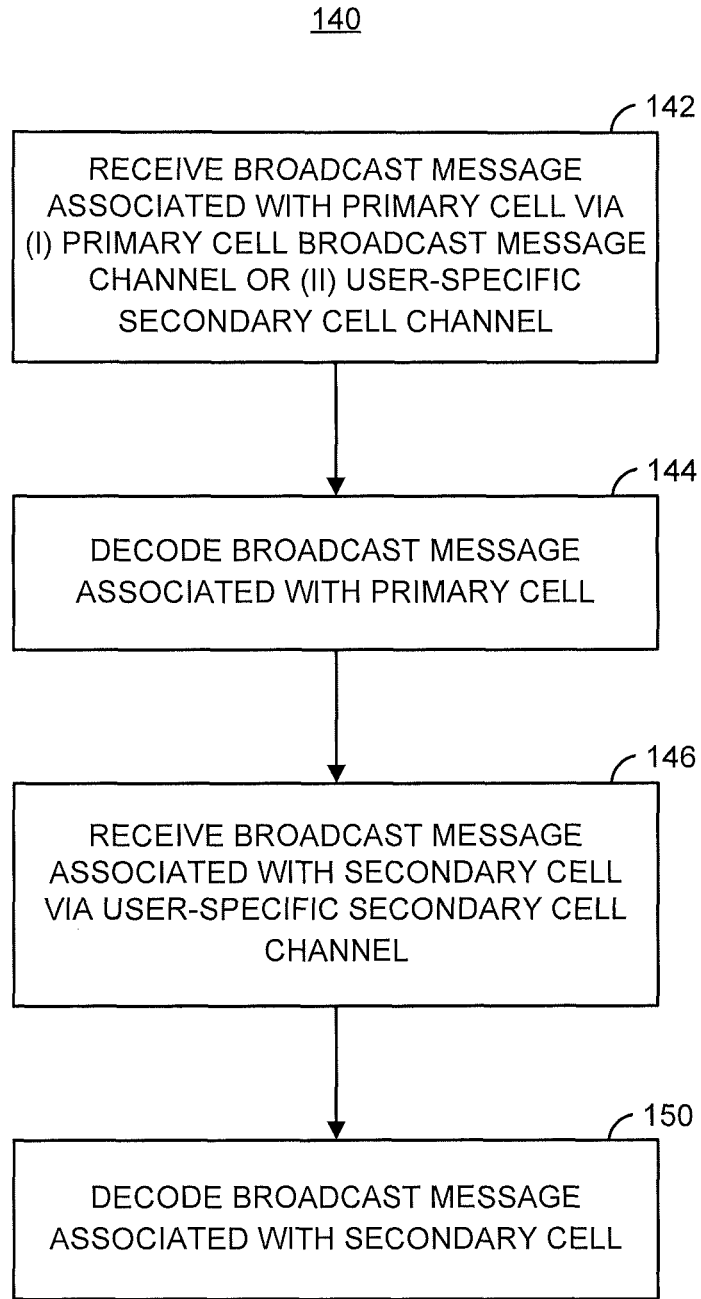 140
142
RECEIVE BROADCAST MESSAGE
ASSOCIATED WITH PRIMARY CELL VIA
(I) PRIMARY CELL BROADCAST MESSAGE
CHANNEL OR (II) USER-SPECIFIC
SECONDARY CELL CHANNEL
144
DECODE BROADCAST MESSAGE
ASSOCIATED WITH PRIMARY CELL
146
RECEIVE BROADCAST MESSAGE
ASSOCIATED WITH SECONDARY CELL
VIA USER-SPECIFIC SECONDARY CELL
CHANNEL
150
DECODE BROADCAST MESSAGE
ASSOCIATED WITH SECONDARY CELL